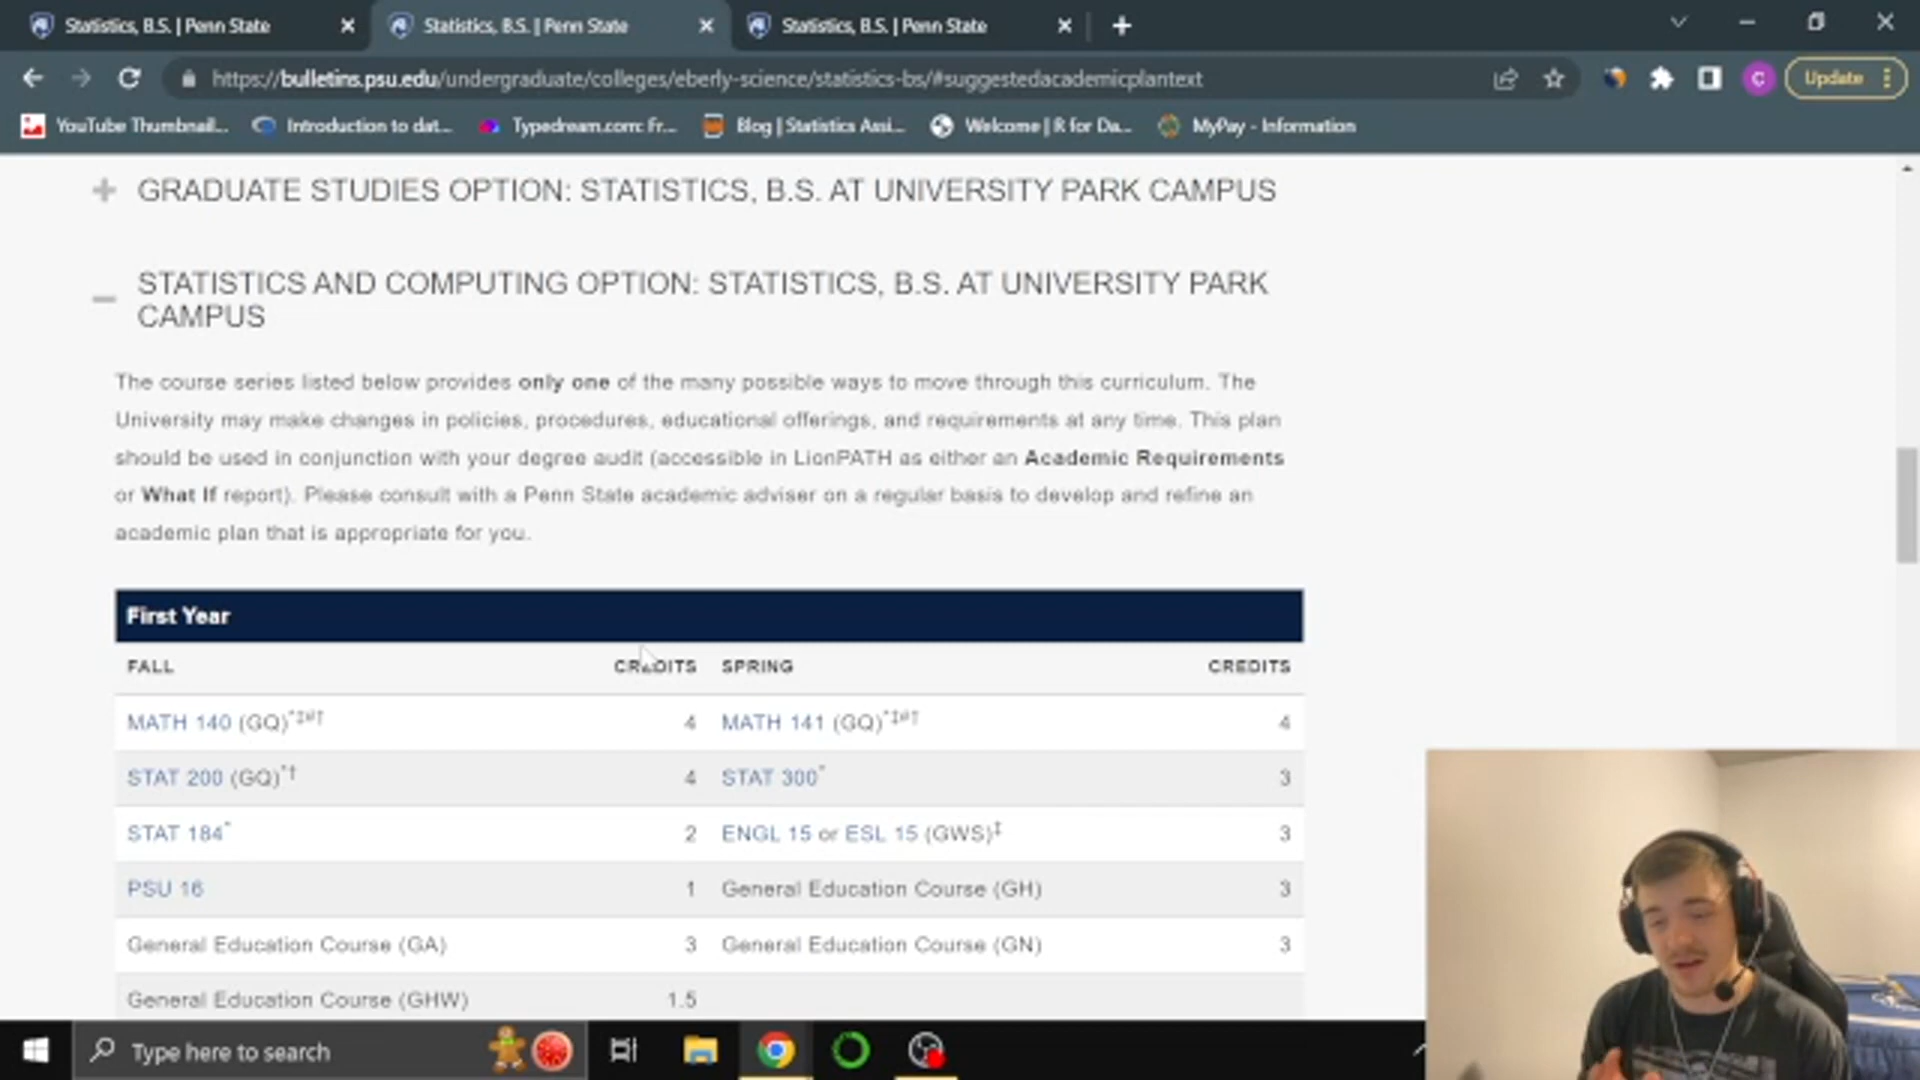 Statistics, B.S. | Penn State
Statistics, B.S. | Penn State
Statistics, B.S. | Penn State
https://bulletins.psu.edu/undergraduate/colleges/eberly-science/statistics-bs/#suggestedacademicplantext
C
Update
YouTube Thumbnail... Introduction to dat... Typedream.com: Fr... Blog | Statistics Assi... Welcome | R for Da... MyPay - Information
GRADUATE STUDIES OPTION: STATISTICS, B.S. AT UNIVERSITY PARK CAMPUS
STATISTICS AND COMPUTING OPTION: STATISTICS, B.S. AT UNIVERSITY PARK
CAMPUS
The course series listed below provides only one of the many possible ways to move through this curriculum. The
University may make changes in policies, procedures, educational offerings, and requirements at any time. This plan
should be used in conjunction with your degree audit (accessible in LionPATH as either an Academic Requirements
or What If report). Please consult with a Penn State academic adviser on a regular basis to develop and refine an
academic plan that is appropriate for you.
First Year
FALL CREDITS SPRING CREDITS
MATH 140 (GQ)*‡#† 4 MATH 141 (GQ)*‡#† 4
STAT 200 (GQ)*† 4 STAT 300* 3
STAT 184* 2 ENGL 15 or ESL 15 (GWS)‡ 3
PSU 16 1 General Education Course (GH) 3
General Education Course (GA) 3 General Education Course (GN) 3
General Education Course (GHW) 1.5
Type here to search